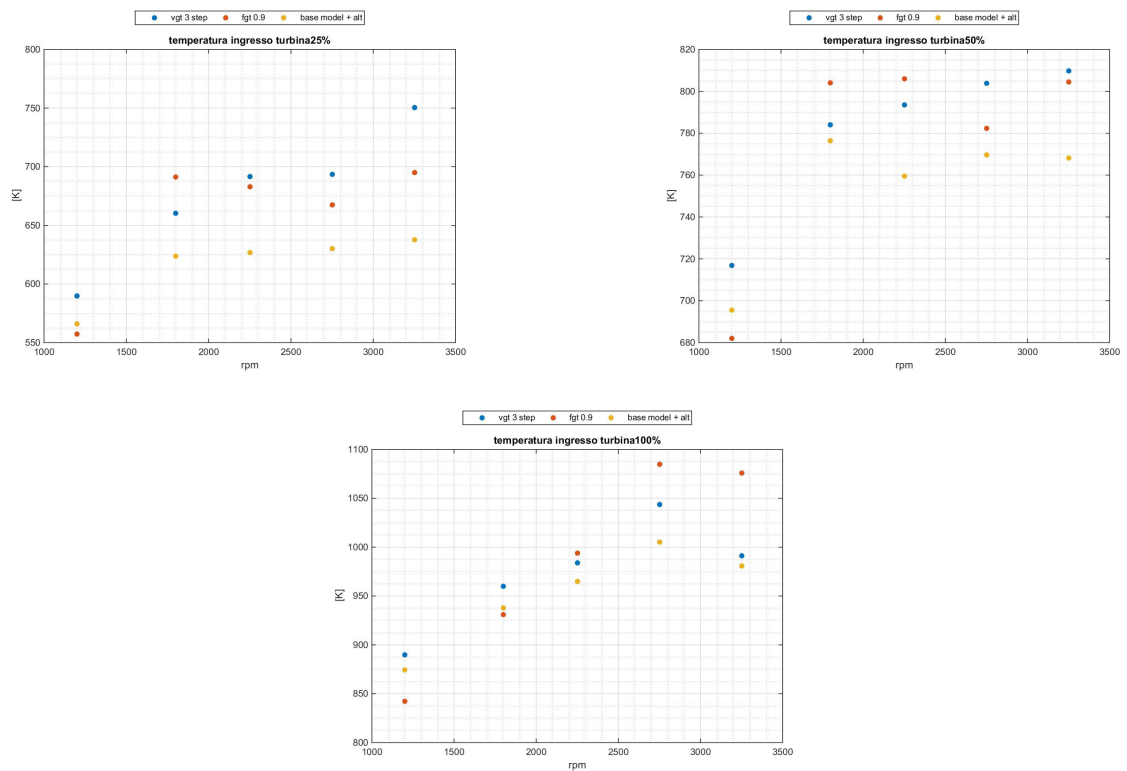 vgt 3 step fgt 0.9 base model + alt
temperatura ingresso turbina25%
800
750
700
650
600
550
[K]
1000 1500 2000 2500 3000 3500
rpm
vgt 3 step fgt 0.9 base model + alt
temperatura ingresso turbina50%
820
800
780
760
740
720
700
680
[K]
1000 1500 2000 2500 3000 3500
rpm
vgt 3 step fgt 0.9 base model + alt
temperatura ingresso turbina100%
1100
1050
1000
950
900
850
800
[K]
1000 1500 2000 2500 3000 3500
rpm